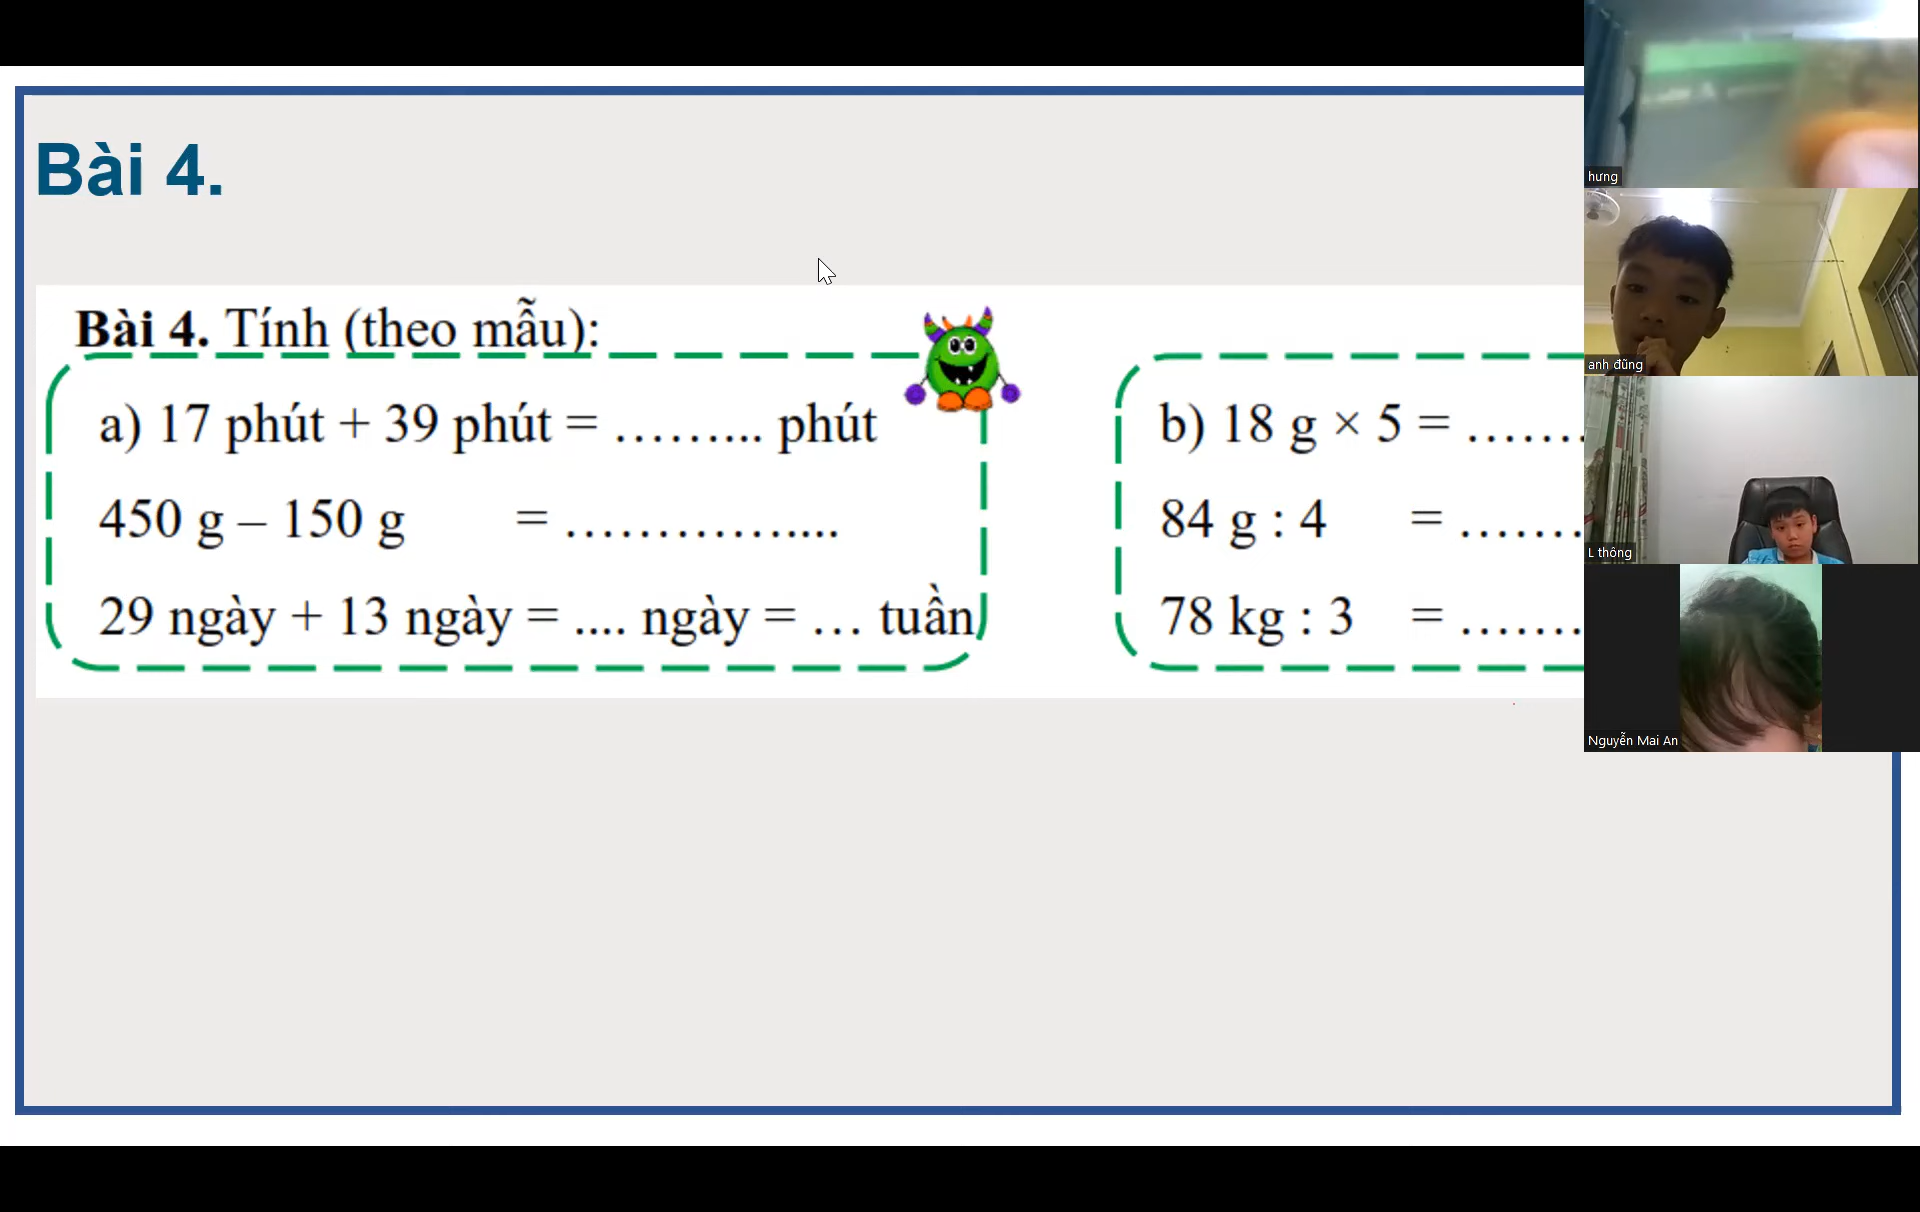 Bài 4.
Bài 4. Tính (theo mẫu):
a) 17 phút + 39 phút = ……... phút
450 g – 150 g = …………....
29 ngày + 13 ngày = .... ngày = … tuần
b) 18 g × 5 = ……
84 g : 4 = ……
78 kg : 3 = ……
hưng
anh đũng
L thông
Nguyễn Mai An